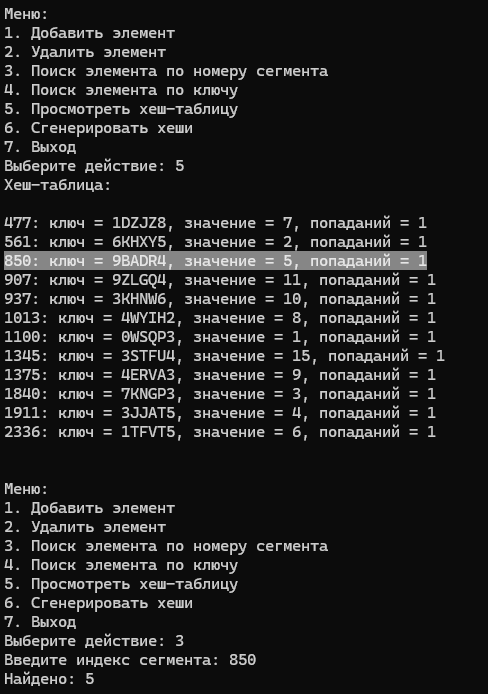 Меню:
1. Добавить элемент
2. Удалить элемент
3. Поиск элемента по номеру сегмента
4. Поиск элемента по ключу
5. Просмотреть хеш-таблицу
6. Сгенерировать хеши
7. Выход
Выберите действие: 5
Хеш-таблица:
477: ключ = 1DZJZ8, значение = 7, попаданий = 1
561: ключ = 6KHXY5, значение = 2, попаданий = 1
850: ключ = 9BADR4, значение = 5, попаданий = 1
907: ключ = 9ZLGQ4, значение = 11, попаданий = 1
937: ключ = 3KHNW6, значение = 10, попаданий = 1
1013: ключ = 4WYIH2, значение = 8, попаданий = 1
1100: ключ = 0WSQP3, значение = 1, попаданий = 1
1345: ключ = 3STFU4, значение = 15, попаданий = 1
1375: ключ = 4ERVA3, значение = 9, попаданий = 1
1840: ключ = 7KNGP3, значение = 3, попаданий = 1
1911: ключ = 3JJAT5, значение = 4, попаданий = 1
2336: ключ = 1TFVT5, значение = 6, попаданий = 1
Меню:
1. Добавить элемент
2. Удалить элемент
3. Поиск элемента по номеру сегмента
4. Поиск элемента по ключу
5. Просмотреть хеш-таблицу
6. Сгенерировать хеши
7. Выход
Выберите действие: 3
Введите индекс сегмента: 850
Найдено: 5